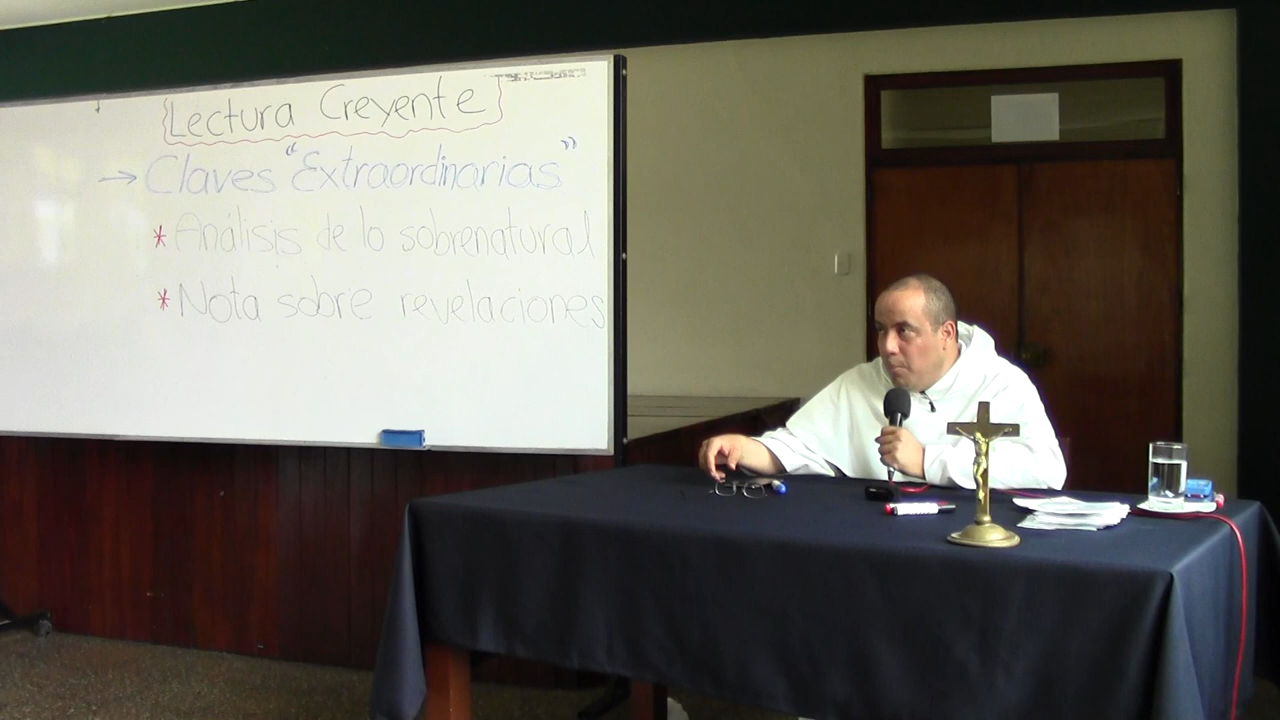 Lectura Creyente
→ Claves "Extraordinarias"
* Análisis de lo sobrenatural
* Nota sobre revelaciones